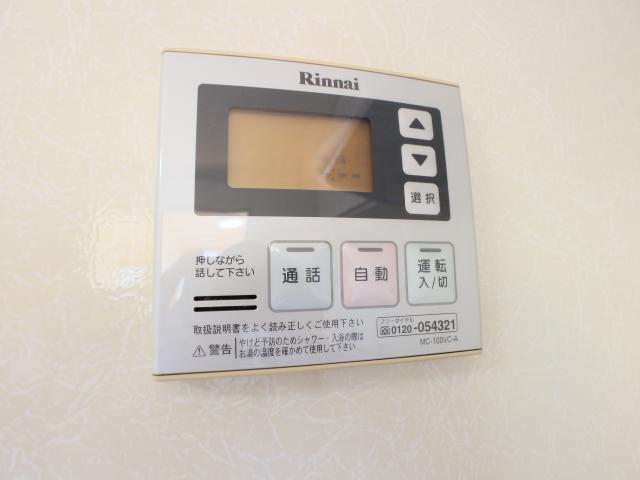 Rinnai
▲
▼
選択
押しながら
話して下さい
通話
自動
運転
入/切
取扱説明書をよく読み正しくご使用下さい
フリーダイヤル
0120-054321
MC-100VC-A
⚠警告
やけど予防のためシャワー・入浴の際は
お湯の温度を確かめて使用して下さい